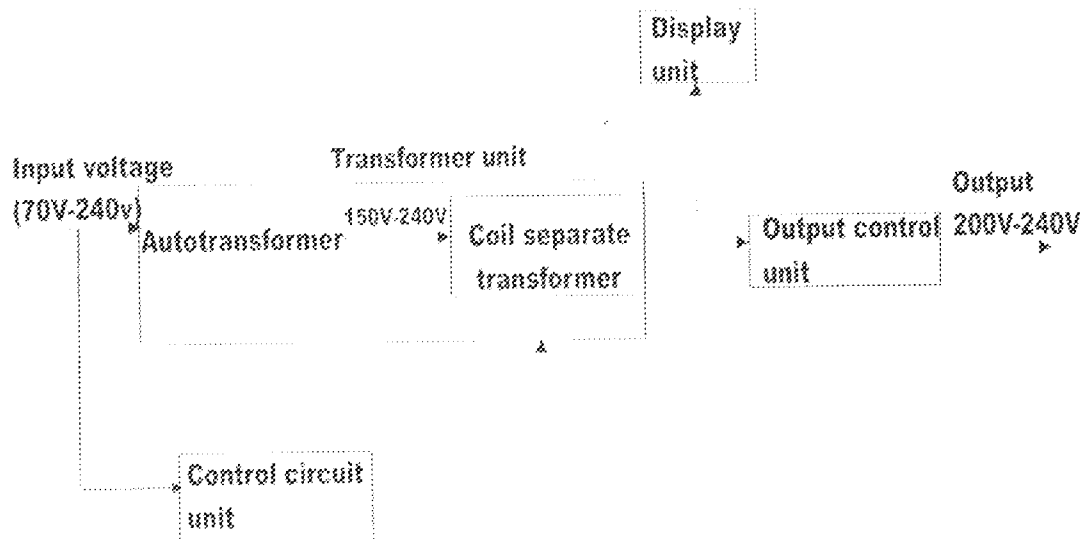 Display
unit
Transformer unit
Input voltage
(70V-240v)
Autotransformer
150V-240V
Coil separate
transformer
Output control
unit
Output
200V-240V
Control circuit
unit